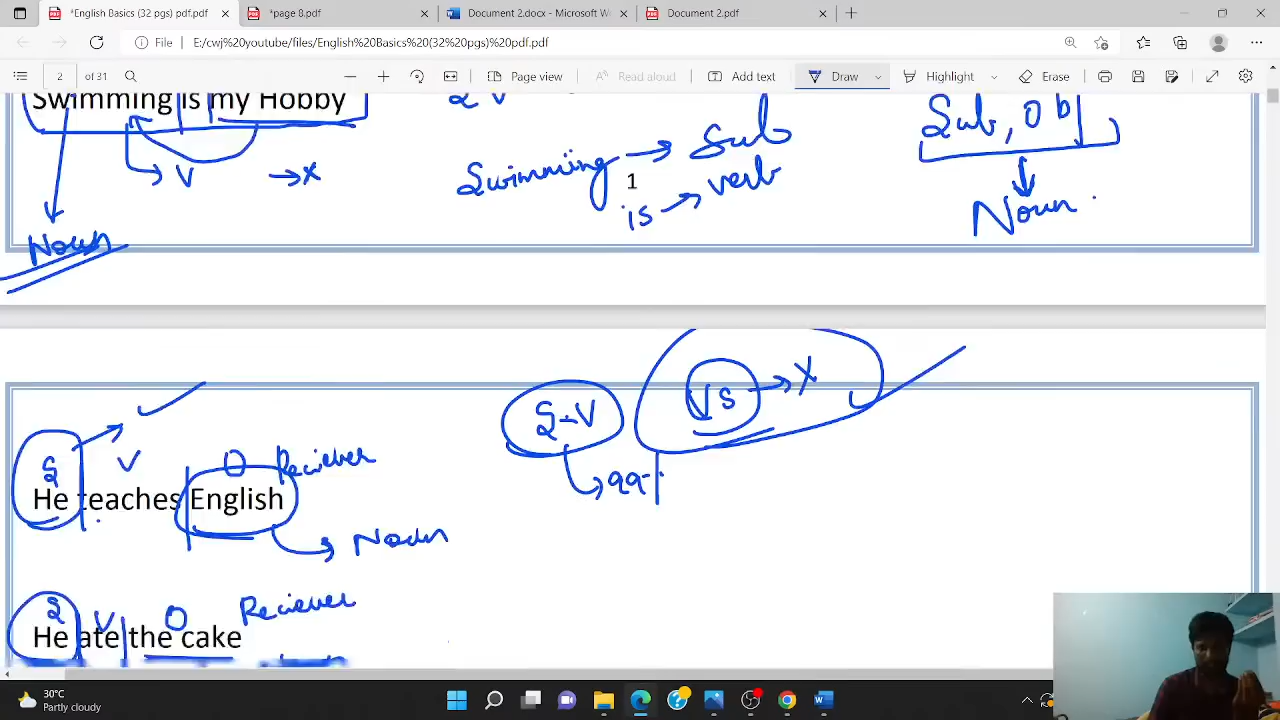 *English Basics (32 pgs) pdf.pdf
*page 8.pdf
Document 2.docx - Microsoft W
Document 2.pdf
File
E:/cwj%20youtube/files/English%20Basics%20(32%20pgs)%20pdf.pdf
2 of 31
Page view
Read aloud
Add text
Draw
Highlight
Erase
Swimming is my Hobby
S V
Sub, Ob
V → X
Swimming → Sub
1
is → verb
Noun
Noun
S-V
VS → X
S V O Reciever
99-1
He teaches English
Noun
S V O Reciever
He ate the cake
30°C
Partly cloudy